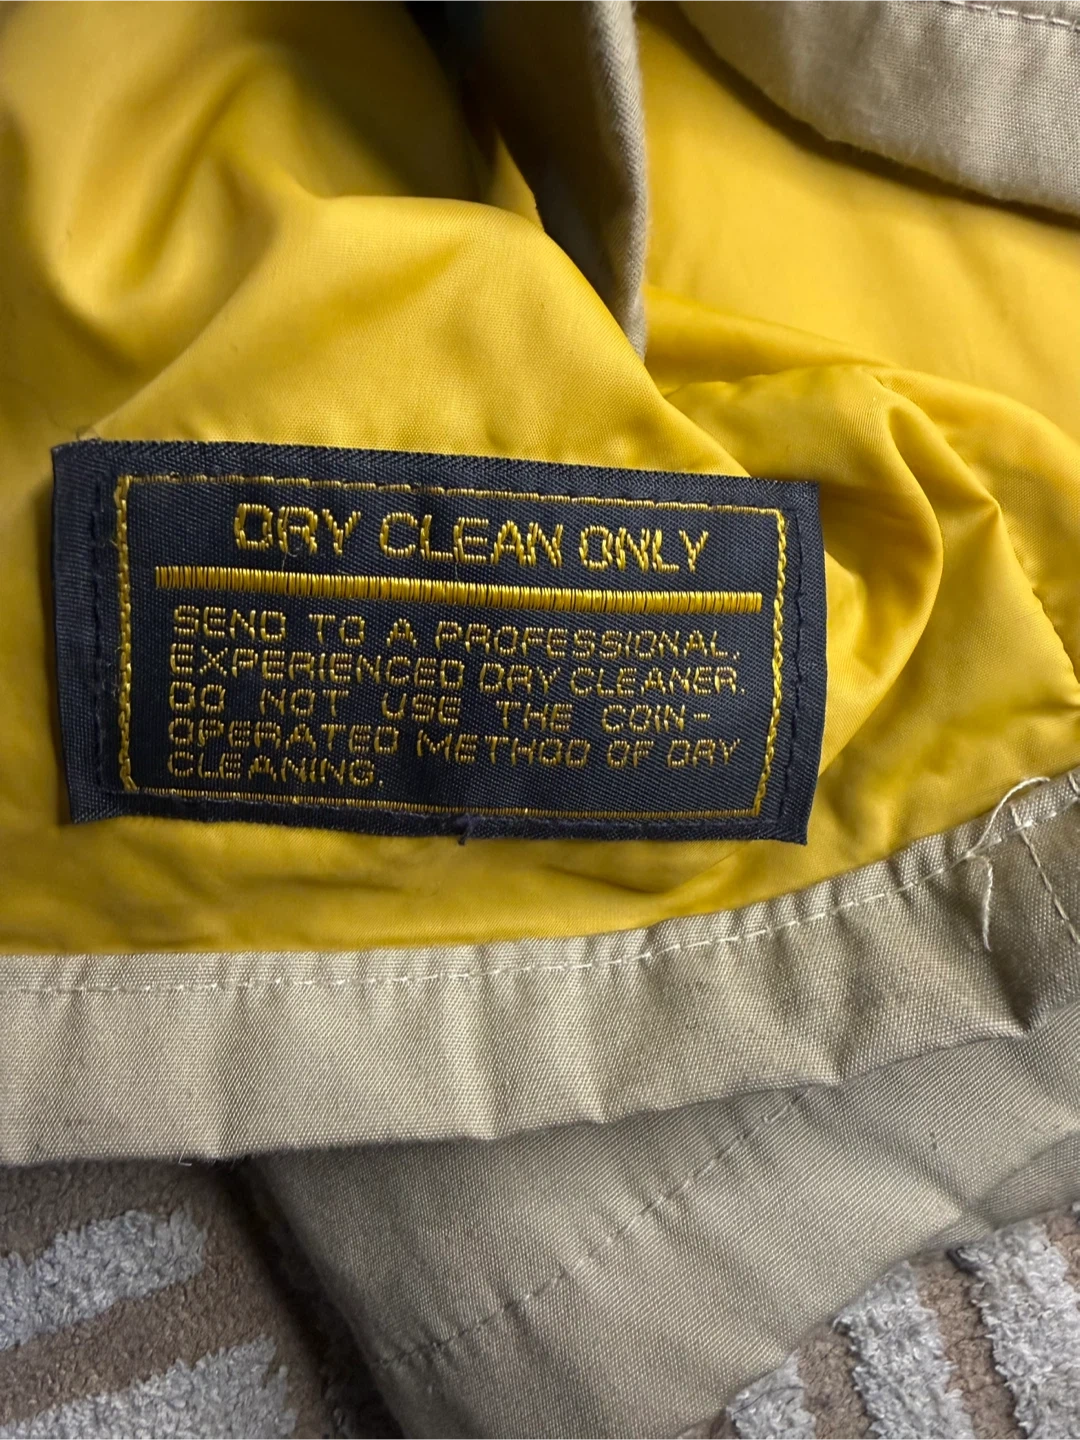 DRY CLEAN ONLY
SEND TO A PROFESSIONAL,
EXPERIENCED DRY CLEANER.
DO NOT USE THE COIN-
OPERATED METHOD OF DRY
CLEANING.